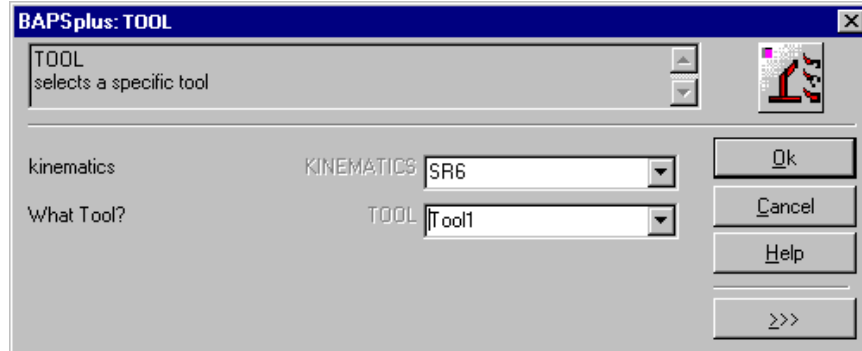 BAPSplus: TOOL
TOOL
selects a specific tool
kinematics KINEMATICS SR6
What Tool? TOOL Tool1
Ok
Cancel
Help
>>>